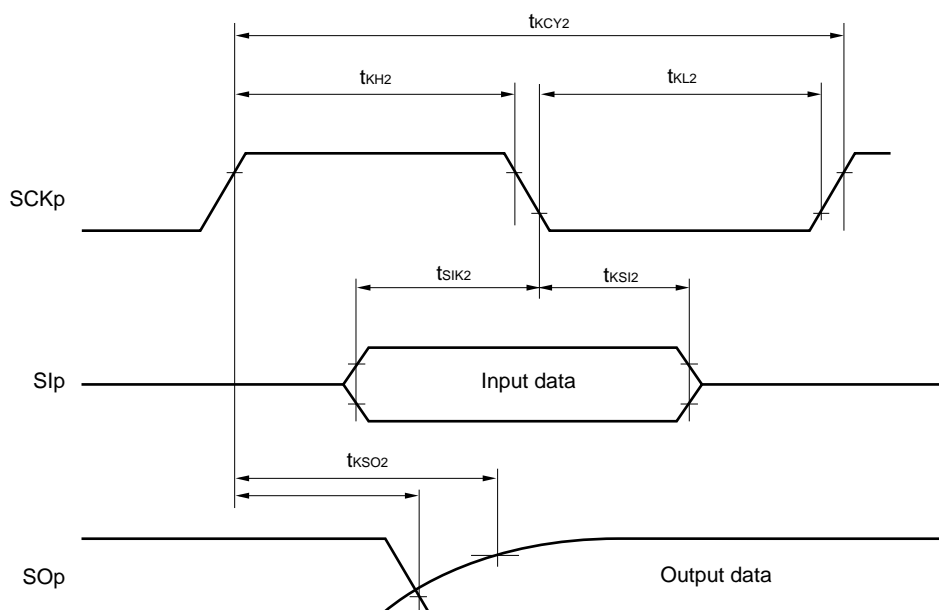 tKCY2
tKH2
tKL2
SCKp
tSIK2
tKSI2
SIp
Input data
tKSO2
SOp
Output data